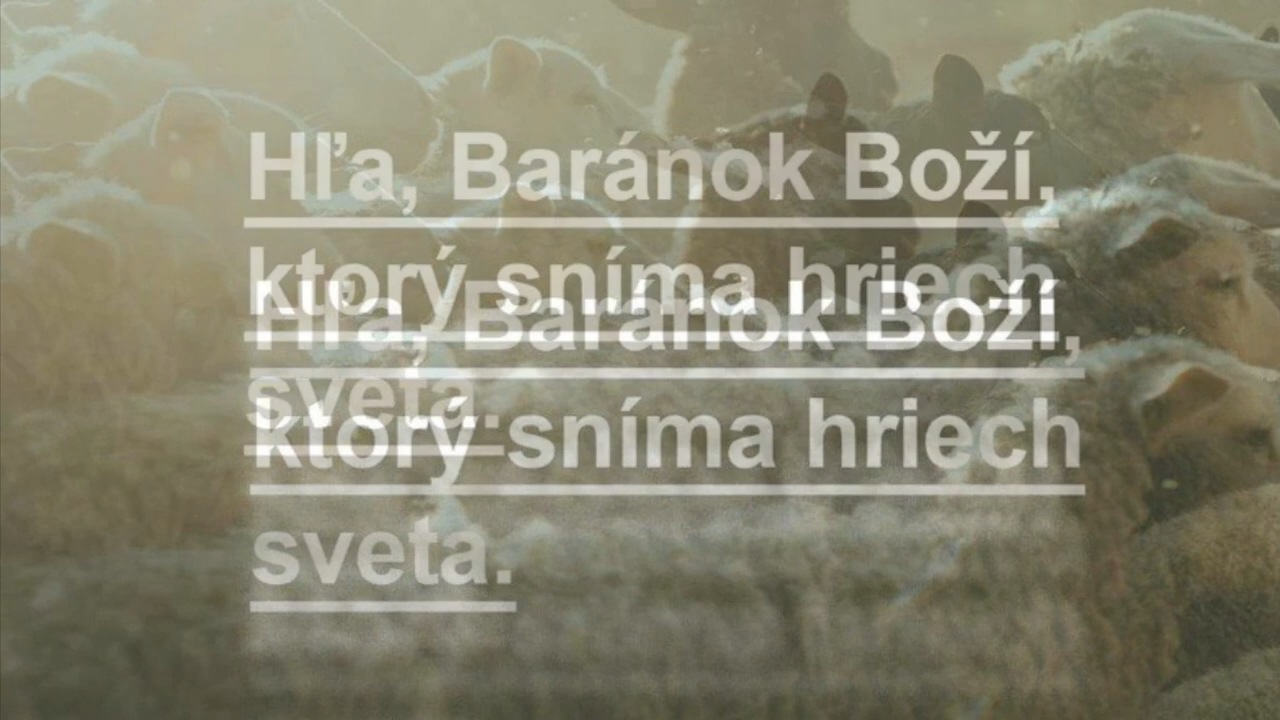 Hľa, Baránok Boží,
ktorý sníma hriech
sveta.
Hľa, Baránok Boží,
ktorý sníma hriech
sveta.